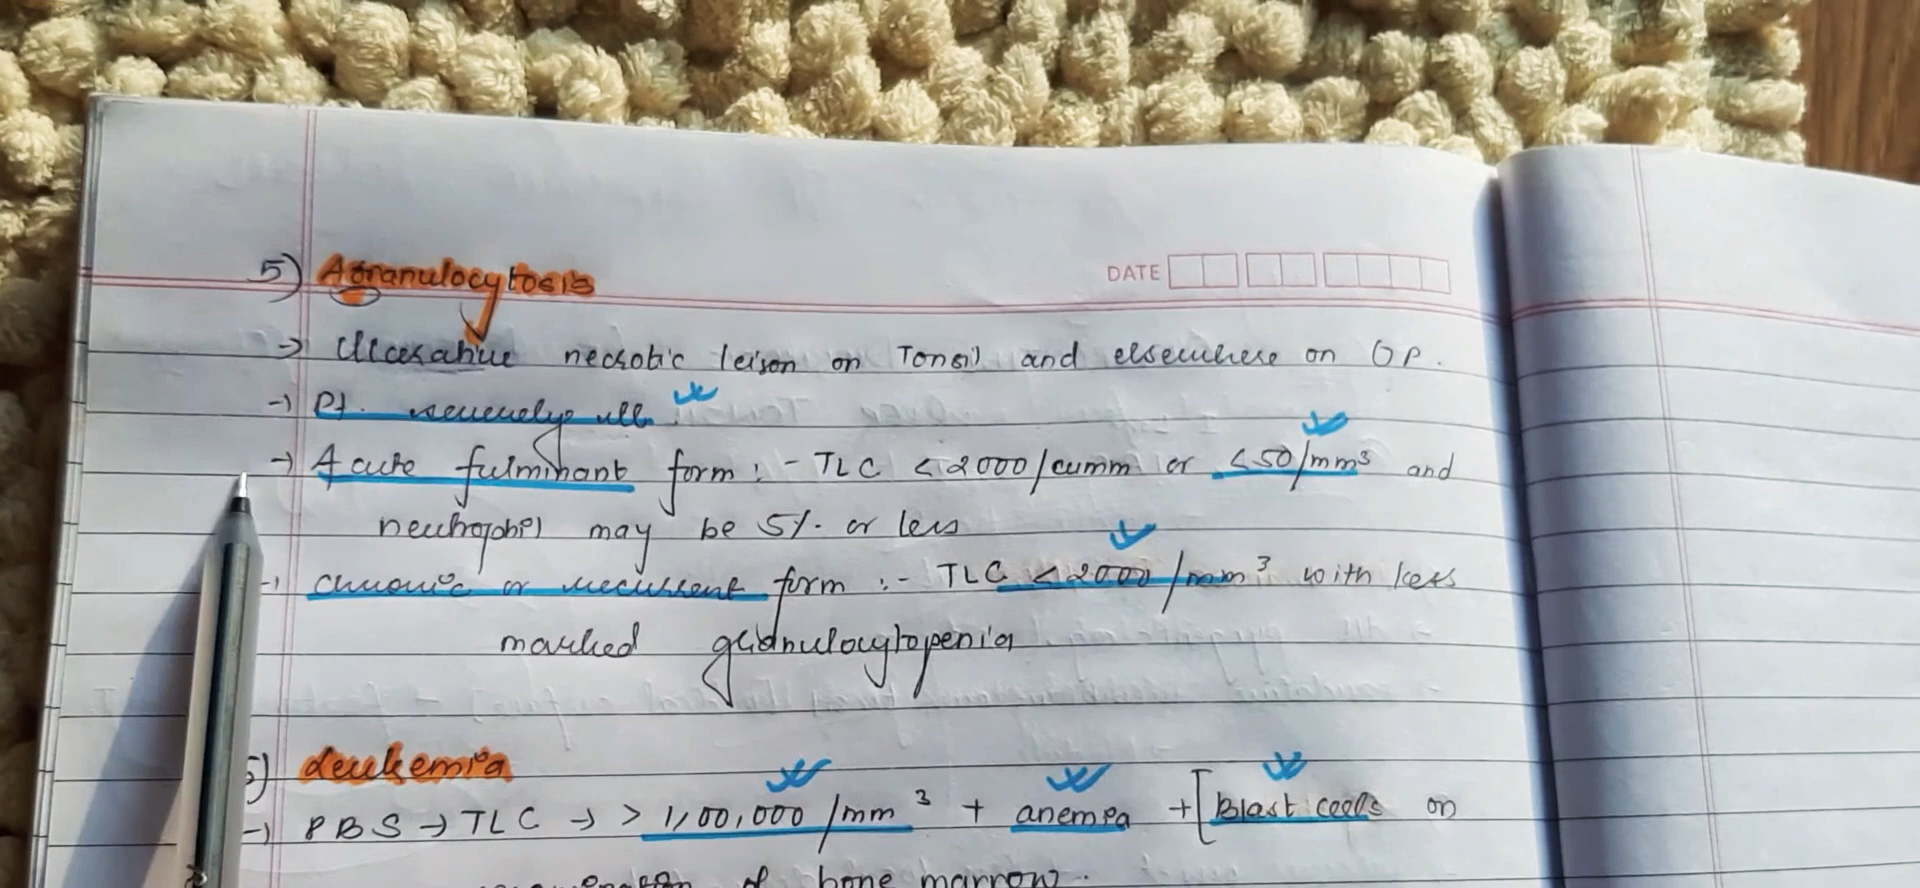 DATE
5) Agranulocytosis
→ Ulcerative necrotic leison on Tonsil and elsewhere on OP.
→ Pt. severely ill.
→ Acute fulminant form :- TLC <2000/cumm or <50/mm³ and
neutrophil may be 5%. or less
→ chronic or recurrent form :- TLC <2000/mm³ with less
marked granulocytopenia
6) Leukemia
→ PBS → TLC → > 1,00,000/mm³ + anemia + [Blast cells on
of bone marrow.